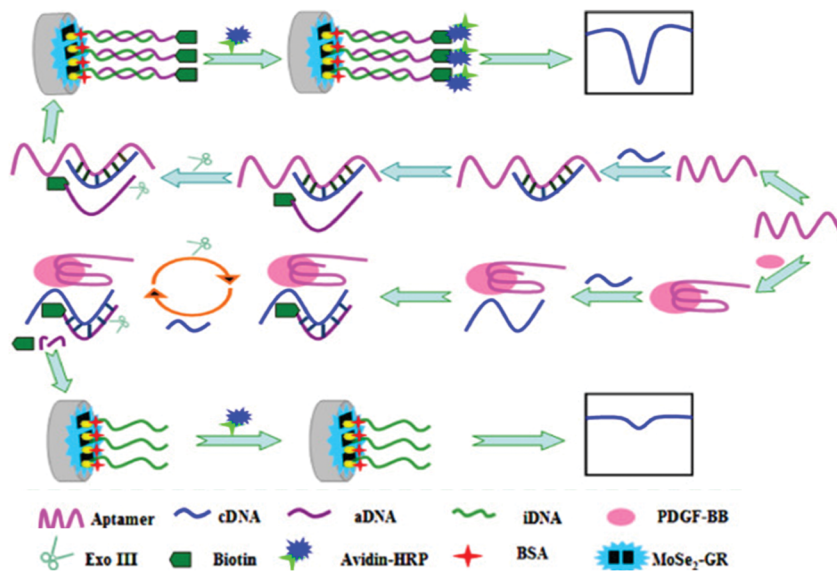 Aptamer cDNA aDNA iDNA PDGF-BB
Exo III Biotin Avidin-HRP BSA MoSe₂-GR